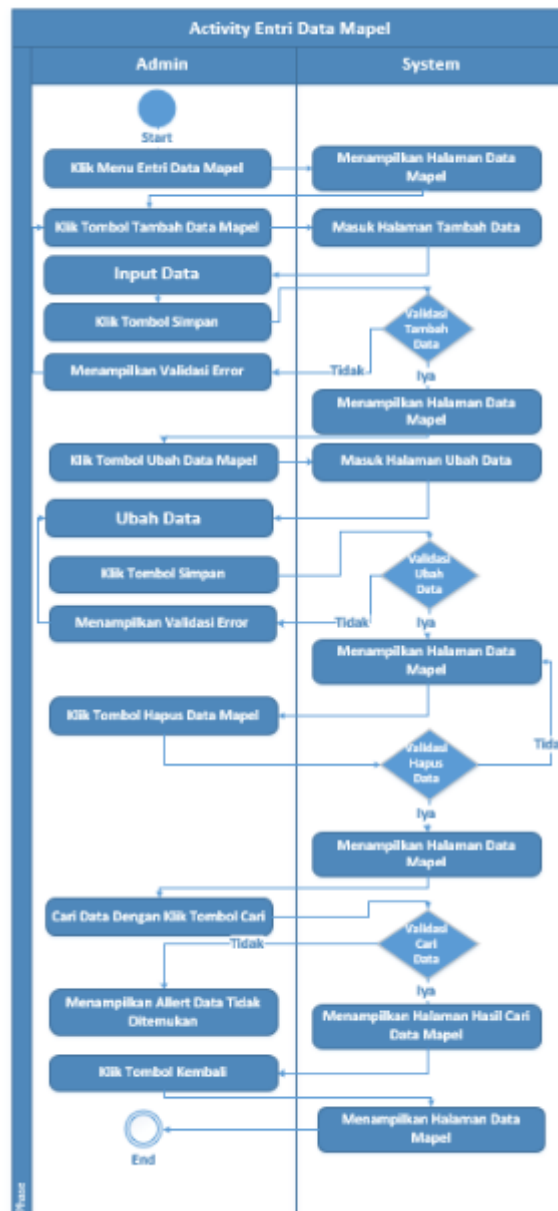 Activity Entri Data Mapel
Admin
System
Start
Klik Menu Entri Data Mapel
Menampilkan Halaman Data
Mapel
Klik Tombol Tambah Data Mapel
Masuk Halaman Tambah Data
Input Data
Klik Tombol Simpan
Validasi
Tambah
Data
Menampilkan Validasi Error
Tidak
Iya
Menampilkan Halaman Data
Mapel
Klik Tombol Ubah Data Mapel
Masuk Halaman Ubah Data
Ubah Data
Klik Tombol Simpan
Validasi
Ubah
Data
Menampilkan Validasi Error
Tidak
Iya
Menampilkan Halaman Data
Mapel
Klik Tombol Hapus Data Mapel
Validasi
Hapus
Data
Tida
Iya
Menampilkan Halaman Data
Mapel
Cari Data Dengan Klik Tombol Cari
Validasi
Cari
Data
Tidak
Iya
Menampilkan Allert Data Tidak
Ditemukan
Menampilkan Halaman Hasil Cari
Data Mapel
Klik Tombol Kembali
Menampilkan Halaman Data
Mapel
End
Phase